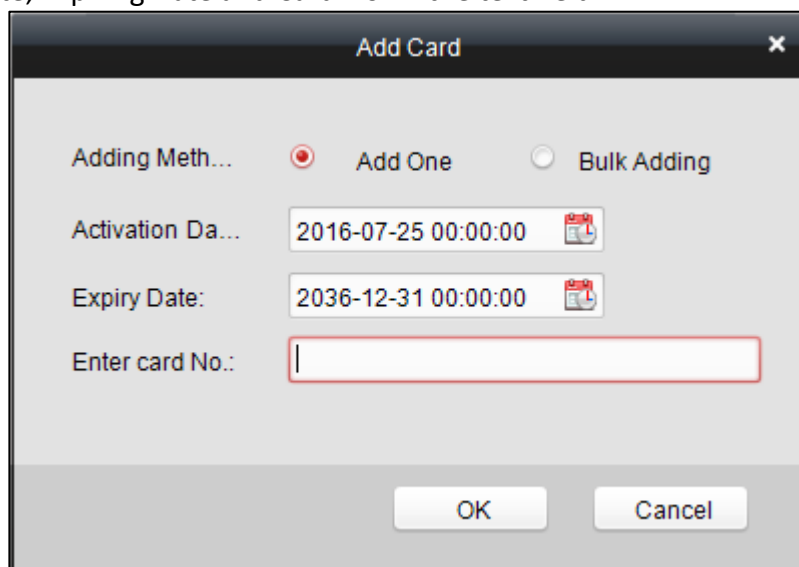 Add Card
Adding Meth... Add One Bulk Adding
Activation Da... 2016-07-25 00:00:00
Expiry Date: 2036-12-31 00:00:00
Enter card No.:
OK Cancel